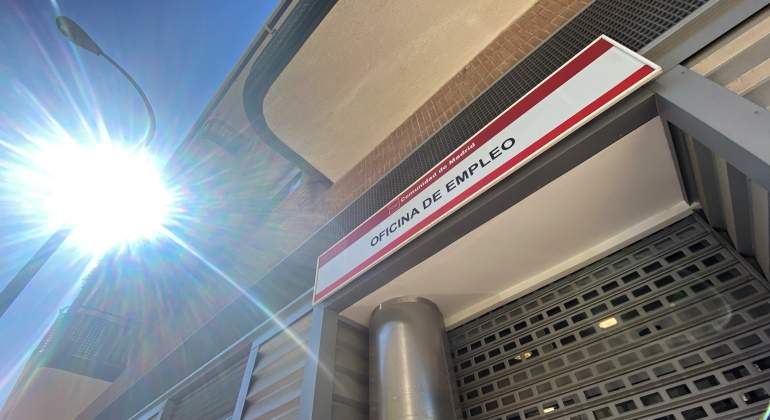 Comunidad de Madrid
OFICINA DE EMPLEO